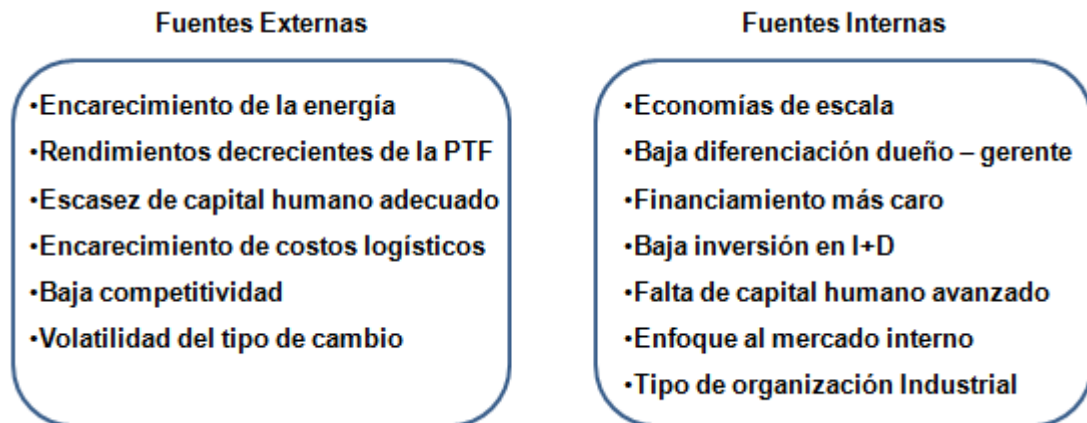 Fuentes Externas
•Encarecimiento de la energía
•Rendimientos decrecientes de la PTF
•Escasez de capital humano adecuado
•Encarecimiento de costos logísticos
•Baja competitividad
•Volatilidad del tipo de cambio
Fuentes Internas
•Economías de escala
•Baja diferenciación dueño – gerente
•Financiamiento más caro
•Baja inversión en I+D
•Falta de capital humano avanzado
•Enfoque al mercado interno
•Tipo de organización Industrial